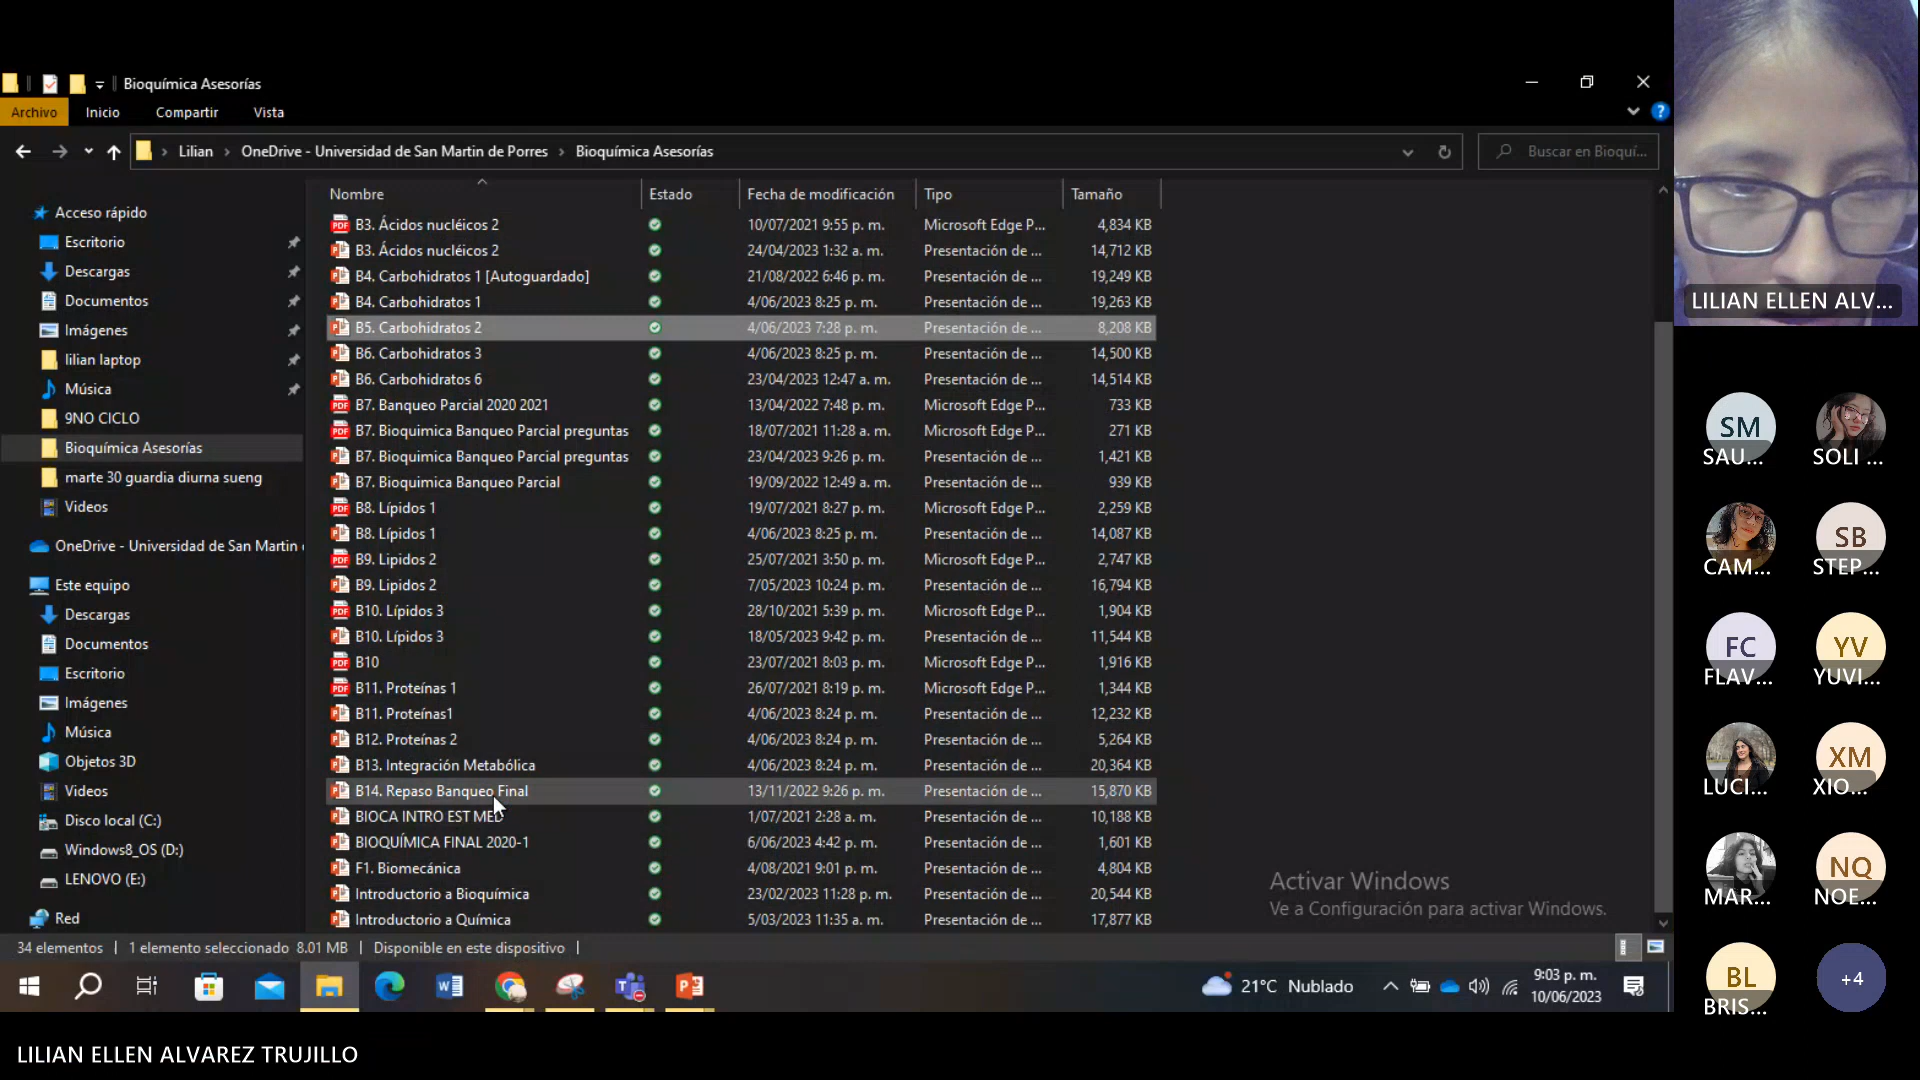 Bioquímica Asesorías
Archivo Inicio Compartir Vista
Lilian OneDrive - Universidad de San Martin de Porres Bioquímica Asesorías
Buscar en Bioquí...
Nombre Estado Fecha de modificación Tipo Tamaño
B3. Ácidos nucléicos 2 10/07/2021 9:55 p. m. Microsoft Edge P... 4,834 KB
B3. Ácidos nucléicos 2 24/04/2023 1:32 a. m. Presentación de ... 14,712 KB
B4. Carbohidratos 1 [Autoguardado] 21/08/2022 6:46 p. m. Presentación de ... 19,249 KB
B4. Carbohidratos 1 4/06/2023 8:25 p. m. Presentación de ... 19,263 KB
B5. Carbohidratos 2 4/06/2023 7:28 p. m. Presentación de ... 8,208 KB
B6. Carbohidratos 3 4/06/2023 8:25 p. m. Presentación de ... 14,500 KB
B6. Carbohidratos 6 23/04/2023 12:47 a. m. Presentación de ... 14,514 KB
B7. Banqueo Parcial 2020 2021 13/04/2022 7:48 p. m. Microsoft Edge P... 733 KB
B7. Bioquimica Banqueo Parcial preguntas 18/07/2021 11:28 a. m. Microsoft Edge P... 271 KB
B7. Bioquimica Banqueo Parcial preguntas 23/04/2023 9:26 p. m. Presentación de ... 1,421 KB
B7. Bioquimica Banqueo Parcial 19/09/2022 12:49 a. m. Presentación de ... 939 KB
B8. Lípidos 1 19/07/2021 8:27 p. m. Microsoft Edge P... 2,259 KB
B8. Lípidos 1 4/06/2023 8:25 p. m. Presentación de ... 14,087 KB
B9. Lipidos 2 25/07/2021 3:50 p. m. Microsoft Edge P... 2,747 KB
B9. Lipidos 2 7/05/2023 10:24 p. m. Presentación de ... 16,794 KB
B10. Lípidos 3 28/10/2021 5:39 p. m. Microsoft Edge P... 1,904 KB
B10. Lípidos 3 18/05/2023 9:42 p. m. Presentación de ... 11,544 KB
B10 23/07/2021 8:03 p. m. Microsoft Edge P... 1,916 KB
B11. Proteínas 1 26/07/2021 8:19 p. m. Microsoft Edge P... 1,344 KB
B11. Proteínas1 4/06/2023 8:24 p. m. Presentación de ... 12,232 KB
B12. Proteínas 2 4/06/2023 8:24 p. m. Presentación de ... 5,264 KB
B13. Integración Metabólica 4/06/2023 8:24 p. m. Presentación de ... 20,364 KB
B14. Repaso Banqueo Final 13/11/2022 9:26 p. m. Presentación de ... 15,870 KB
BIOCA INTRO EST MED 1/07/2021 2:28 a. m. Presentación de ... 10,188 KB
BIOQUÍMICA FINAL 2020-1 6/06/2023 4:42 p. m. Presentación de ... 1,601 KB
F1. Biomecánica 4/08/2021 9:01 p. m. Presentación de ... 4,804 KB
Introductorio a Bioquímica 23/02/2023 11:28 p. m. Presentación de ... 20,544 KB
Introductorio a Química 5/03/2023 11:35 a. m. Presentación de ... 17,877 KB
Acceso rápido
Escritorio
Descargas
Documentos
Imágenes
lilian laptop
Música
9NO CICLO
Bioquímica Asesorías
marte 30 guardia diurna sueng
Videos
OneDrive - Universidad de San Martin
Este equipo
Descargas
Documentos
Escritorio
Imágenes
Música
Objetos 3D
Videos
Disco local (C:)
Windows8_OS (D:)
LENOVO (E:)
Red
Activar Windows
Ve a Configuración para activar Windows.
34 elementos 1 elemento seleccionado 8.01 MB Disponible en este dispositivo
21°C Nublado
9:03 p. m.
10/06/2023
LILIAN ELLEN ALVAREZ TRUJILLO
LILIAN ELLEN ALV...
SM
SAU... SOLI ...
SB
CAM... STEP...
FC YV
FLAV... YUVI...
XM
LUCI... XIO...
NQ
MAR... NOE...
BL +4
BRIS...